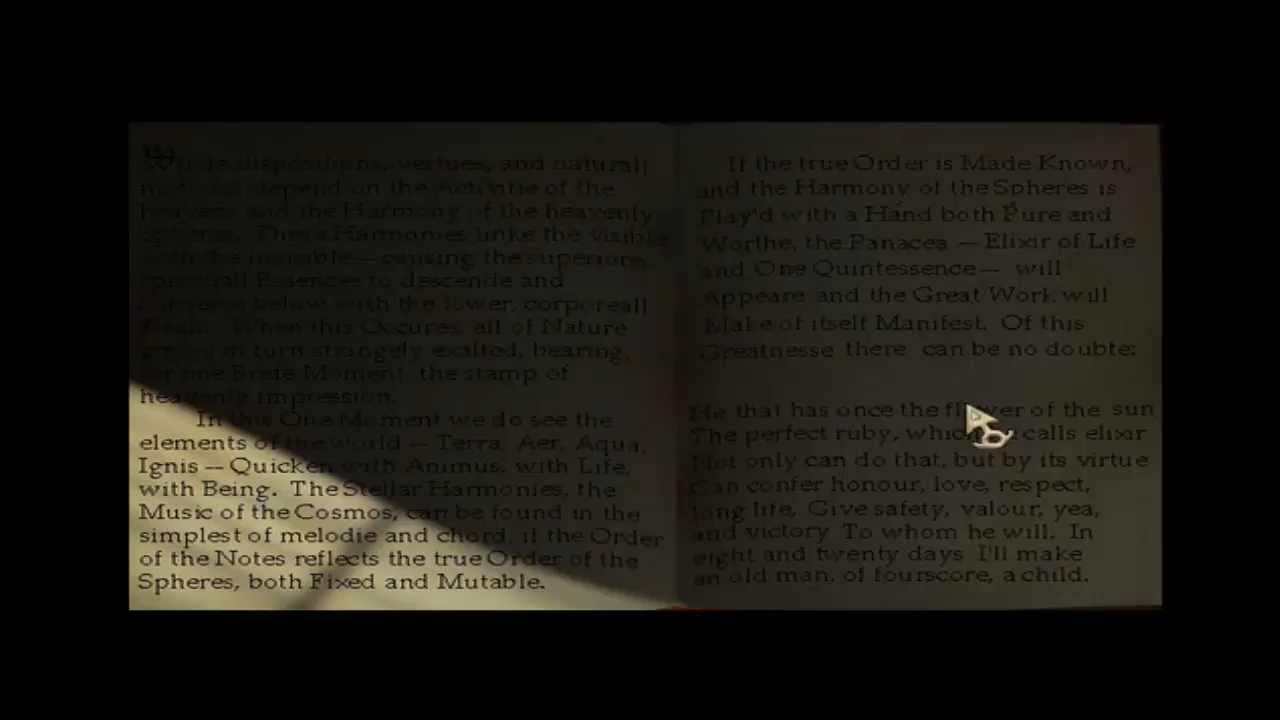 Whose dispositions, vertues, and naturall
motions, depend on the Activitie of the
heavens and the Harmony of the heavenly
Spheres. These Harmonies linke the visible
with the invisible — causing the superiour,
spirituall Essences to descende and
converse below with the lower, corporeall
flesh. When this Occures, all of Nature
in turn strangely exalted, bearing,
for one Brefe Moment, the stamp of
heavenly impression.
In this One Moment we do see the
elements of the world -- Terra, Aer, Aqua,
Ignis -- Quicken with Animus, with Life,
with Being. The Stellar Harmonies, the
Music of the Cosmos, can be found in the
simplest of melodie and chord, if the Order
of the Notes reflects the true Order of the
Spheres, both Fixed and Mutable.
If the true Order is Made Known,
and the Harmony of the Spheres is
Play'd with a Hand both Pure and
Worthe, the Panacea — Elixir of Life
and One Quintessence— will
Appeare and the Great Work will
Make of itself Manifest. Of this
Greatnesse there can be no doubte:
He that has once the flower of the sun
The perfect ruby, which calls elixir
Not only can do that, but by its virtue
Can confer honour, love, respect,
long life, Give safety, valour, yea,
and victory To whom he will. In
eight and twenty days I'll make
an old man, of fourscore, a child.